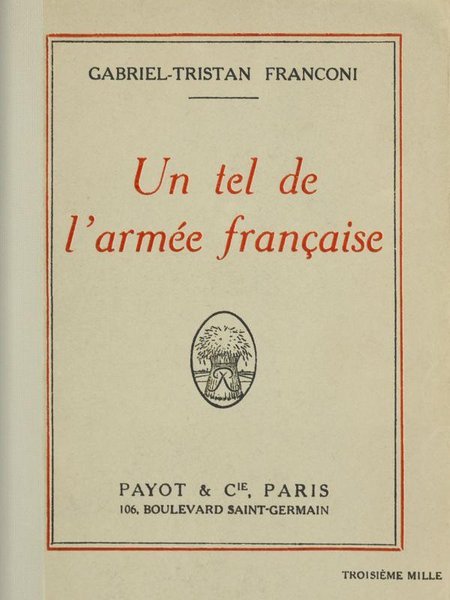 GABRIEL-TRISTAN FRANCONI
Un tel de
l'armée française
PAYOT & CIE, PARIS
106, BOULEVARD SAINT-GERMAIN
TROISIÈME MILLE